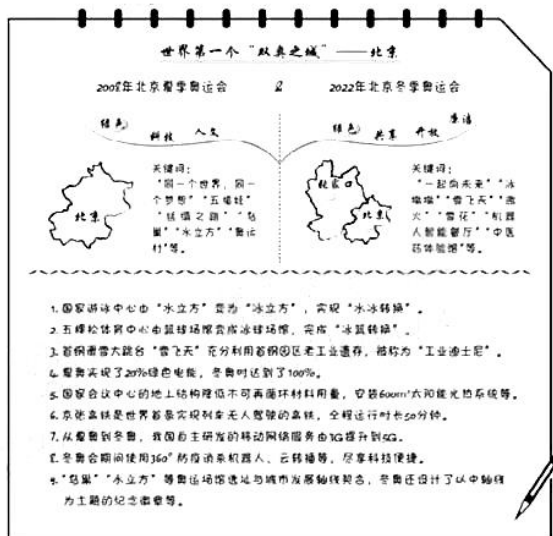 世界第一个“双奥之城”——北京
2008年北京夏季奥运会 & 2022年北京冬季奥运会
绿色 科技 人文
绿色 共享 开放 廉洁
关键词：
“同一个世界，同一
个梦想”“五福娃”
“鸟
巢”“水立方”“奥运
村”等。
北京
张家口
北京
关键词：
“一起向未来”“冰
墩墩”“雪飞天”“微
火”“雪花”“机器
人智能餐厅”“中医
药体验馆”等。
1. 国家游泳中心由“水立方”变为“冰立方”，实现“水冰转换”。
2. 五棵松体育中心由篮球场馆变成冰球场馆，完成“冰篮转换”。
3. 首钢滑雪大跳台“雪飞天”充分利用首钢园区老工业遗存，被称为“工业迪士尼”。
4. 夏奥实现了20%绿色电能，冬奥时达到了100%。
5. 国家会议中心的地上结构降低不可再循环材料用量，安装600m²太阳能光热系统等。
6. 京张高铁是世界首条实现列车无人驾驶的高铁，全程运行时长50分钟。
7. 从夏奥到冬奥，我国自主研发的移动网络服务由3G提升到5G。
8. 冬奥会期间使用360°防疫消杀机器人、云转播等，尽享科技便捷。
9. “鸟巢”“水立方”等奥运场馆选址与城市发展轴线契合，冬奥还设计了以中轴线
为主题的纪念徽章等。